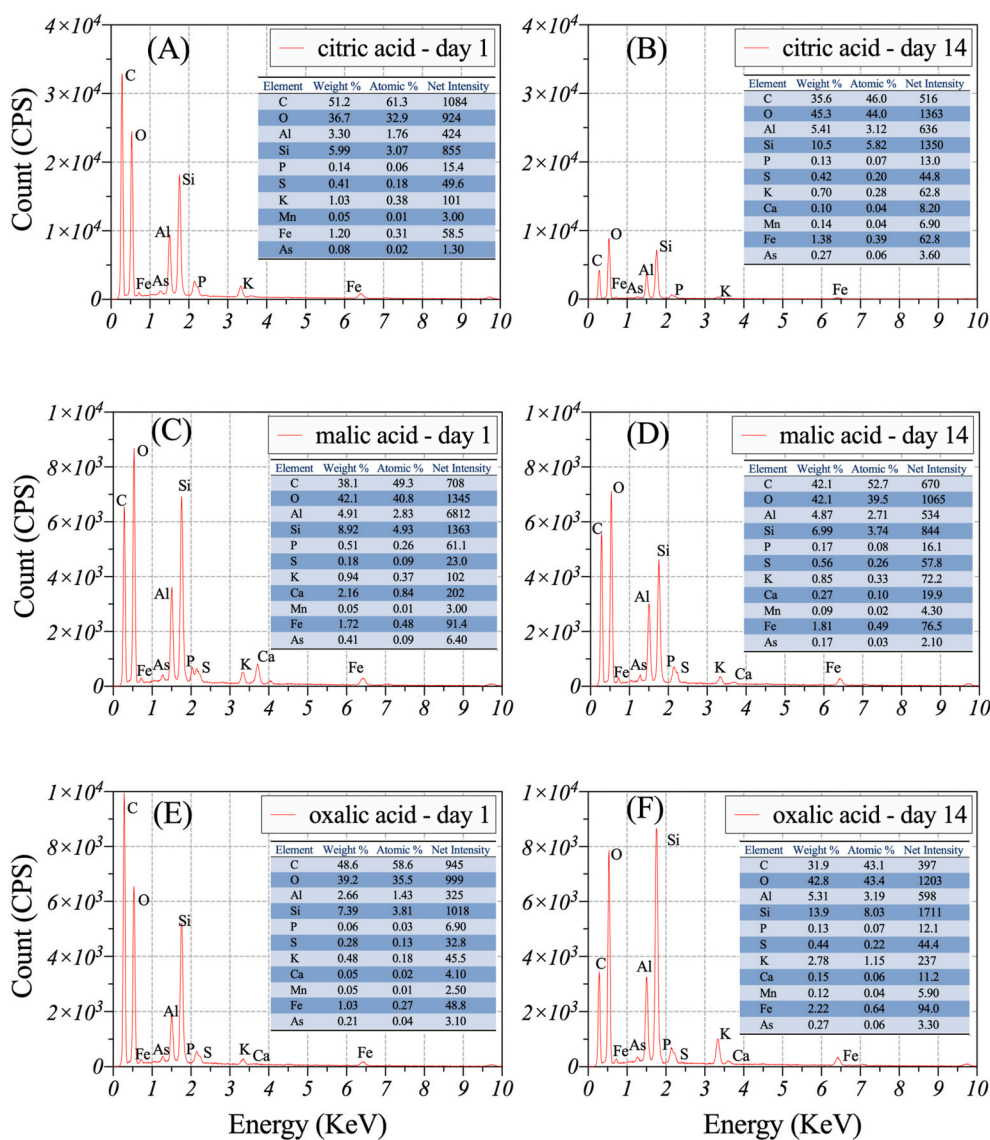 (A)
citric acid - day 1
Count (CPS)
4×10⁴
3×10⁴
2×10⁴
1×10⁴
0
Element Weight % Atomic % Net Intensity
C 51.2 61.3 1084
O 36.7 32.9 924
Al 3.30 1.76 424
Si 5.99 3.07 855
P 0.14 0.06 15.4
S 0.41 0.18 49.6
K 1.03 0.38 101
Mn 0.05 0.01 3.00
Fe 1.20 0.31 58.5
As 0.08 0.02 1.30
C
O
Si
Al
Fe
As
P
K
Fe
0 1 2 3 4 5 6 7 8 9 10
(B)
citric acid - day 14
4×10⁴
3×10⁴
2×10⁴
1×10⁴
0
Element Weight % Atomic % Net Intensity
C 35.6 46.0 516
O 45.3 44.0 1363
Al 5.41 3.12 636
Si 10.5 5.82 1350
P 0.13 0.07 13.0
S 0.42 0.20 44.8
K 0.70 0.28 62.8
Ca 0.10 0.04 8.20
Mn 0.14 0.04 6.90
Fe 1.38 0.39 62.8
As 0.27 0.06 3.60
O
C
Si
Al
Fe
As
P
K
Fe
0 1 2 3 4 5 6 7 8 9 10
(C)
malic acid - day 1
Count (CPS)
1×10⁴
8×10³
6×10³
4×10³
2×10³
0
Element Weight % Atomic % Net Intensity
C 38.1 49.3 708
O 42.1 40.8 1345
Al 4.91 2.83 6812
Si 8.92 4.93 1363
P 0.51 0.26 61.1
S 0.18 0.09 23.0
K 0.94 0.37 102
Ca 2.16 0.84 202
Mn 0.05 0.01 3.00
Fe 1.72 0.48 91.4
As 0.41 0.09 6.40
O
C
Si
Al
Fe
As
P
S
K
Ca
Fe
0 1 2 3 4 5 6 7 8 9 10
(D)
malic acid - day 14
1×10⁴
8×10³
6×10³
4×10³
2×10³
0
Element Weight % Atomic % Net Intensity
C 42.1 52.7 670
O 42.1 39.5 1065
Al 4.87 2.71 534
Si 6.99 3.74 844
P 0.17 0.08 16.1
S 0.56 0.26 57.8
K 0.85 0.33 72.2
Ca 0.27 0.10 19.9
Mn 0.09 0.02 4.30
Fe 1.81 0.49 76.5
As 0.17 0.03 2.10
O
C
Si
Al
Fe
As
P
S
K
Ca
Fe
0 1 2 3 4 5 6 7 8 9 10
(E)
oxalic acid - day 1
Count (CPS)
1×10⁴
8×10³
6×10³
4×10³
2×10³
0
Element Weight % Atomic % Net Intensity
C 48.6 58.6 945
O 39.2 35.5 999
Al 2.66 1.43 325
Si 7.39 3.81 1018
P 0.06 0.03 6.90
S 0.28 0.13 32.8
K 0.48 0.18 45.5
Ca 0.05 0.02 4.10
Mn 0.05 0.01 2.50
Fe 1.03 0.27 48.8
As 0.21 0.04 3.10
C
O
Si
Al
Fe
As
P
S
K
Ca
Fe
0 1 2 3 4 5 6 7 8 9 10
Energy (KeV)
(F)
oxalic acid - day 14
1×10⁴
8×10³
6×10³
4×10³
2×10³
0
Element Weight % Atomic % Net Intensity
C 31.9 43.1 397
O 42.8 43.4 1203
Al 5.31 3.19 598
Si 13.9 8.03 1711
P 0.13 0.07 12.1
S 0.44 0.22 44.4
K 2.78 1.15 237
Ca 0.15 0.06 11.2
Mn 0.12 0.04 5.90
Fe 2.22 0.64 94.0
As 0.27 0.06 3.30
Si
O
C
Al
Fe
As
P
S
K
Ca
Fe
0 1 2 3 4 5 6 7 8 9 10
Energy (KeV)